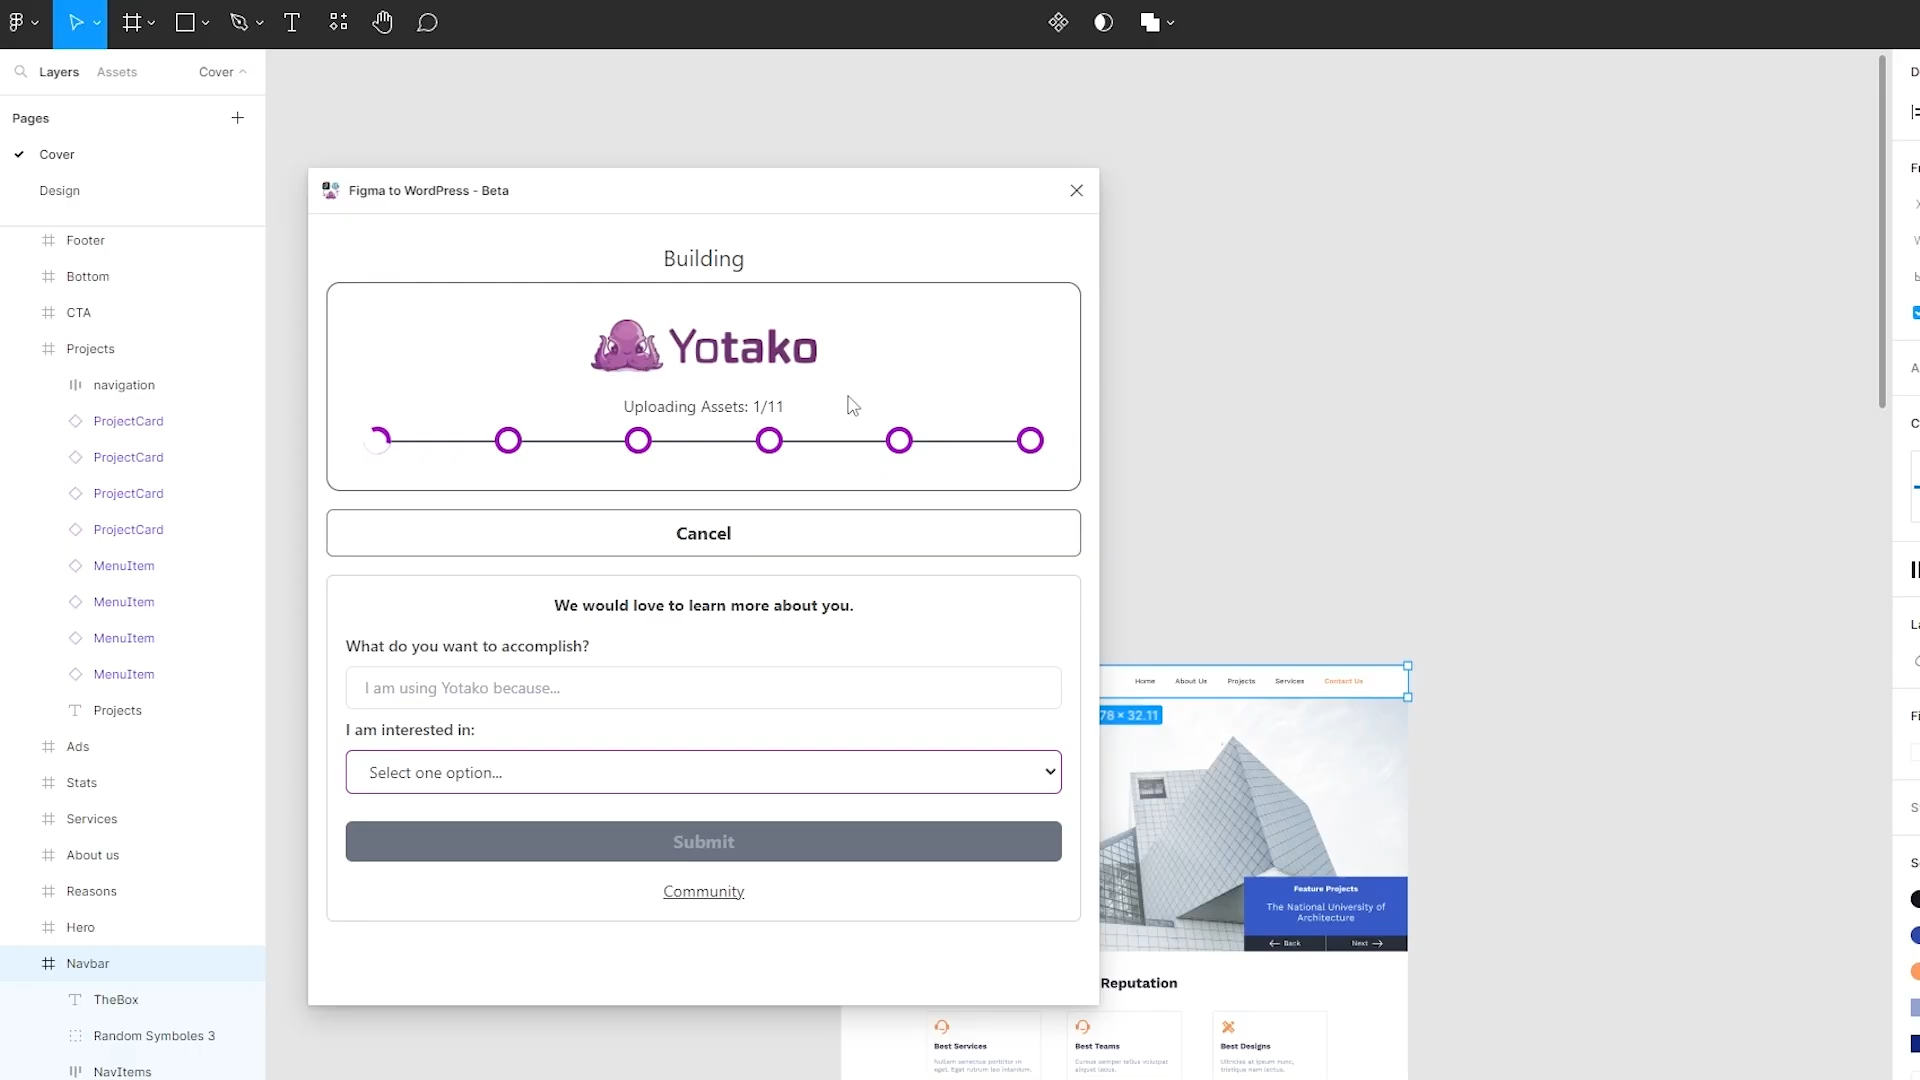 Layers
Assets
Cover
Pages
Cover
Design
Footer
Bottom
CTA
Projects
navigation
ProjectCard
ProjectCard
ProjectCard
ProjectCard
MenuItem
MenuItem
MenuItem
MenuItem
Projects
Ads
Stats
Services
About us
Reasons
Hero
Navbar
TheBox
Random Symboles 3
NavItems
Figma to WordPress - Beta
Building
Yotako
Uploading Assets: 1/11
Cancel
We would love to learn more about you.
What do you want to accomplish?
I am using Yotako because...
I am interested in:
Select one option...
Submit
Community
Home About Us Projects Services Contact Us
78 × 32.11
Feature Projects
The National University of
Architecture
Back Next
Reputation
Best Services
Best Teams
Best Designs